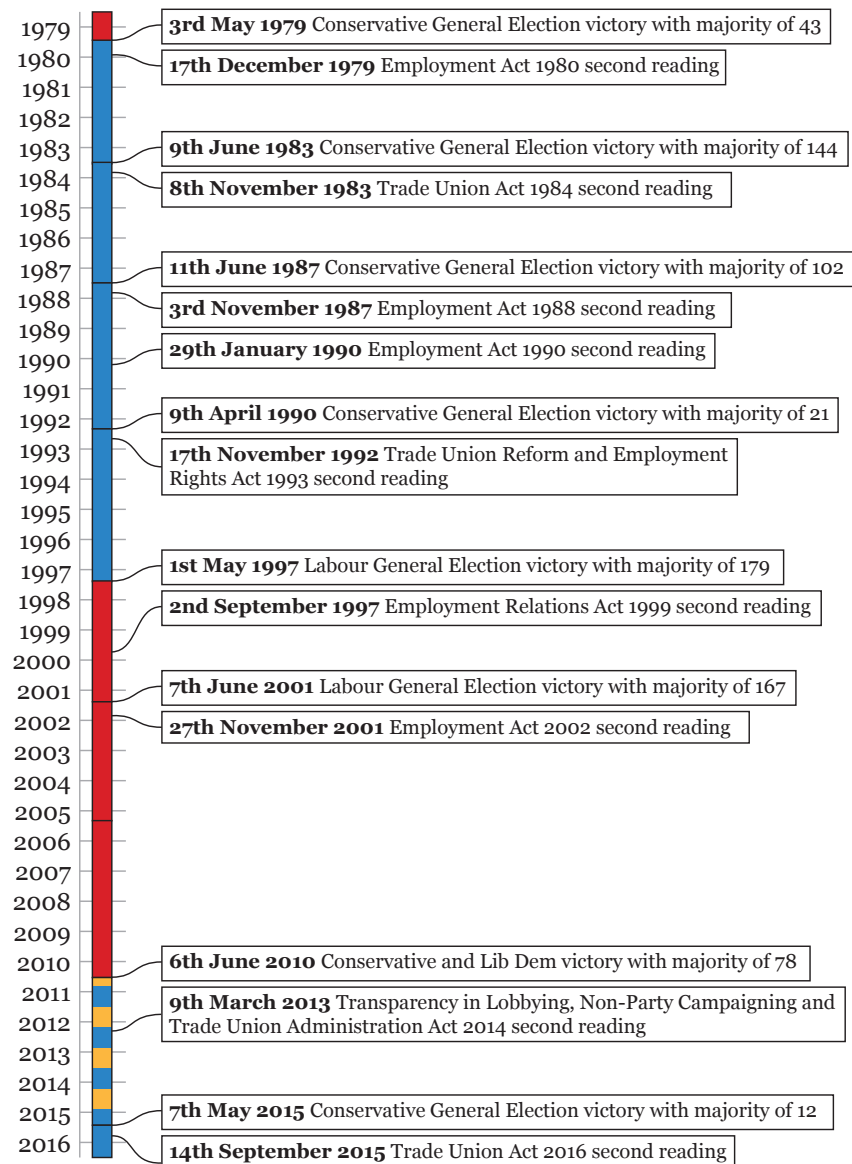 1979
3rd May 1979 Conservative General Election victory with majority of 43
1980
17th December 1979 Employment Act 1980 second reading
1981
1982
1983
9th June 1983 Conservative General Election victory with majority of 144
1984
8th November 1983 Trade Union Act 1984 second reading
1985
1986
1987
11th June 1987 Conservative General Election victory with majority of 102
1988
3rd November 1987 Employment Act 1988 second reading
1989
1990
29th January 1990 Employment Act 1990 second reading
1991
1992
9th April 1990 Conservative General Election victory with majority of 21
1993
17th November 1992 Trade Union Reform and Employment
Rights Act 1993 second reading
1994
1995
1996
1997
1st May 1997 Labour General Election victory with majority of 179
1998
2nd September 1997 Employment Relations Act 1999 second reading
1999
2000
2001
7th June 2001 Labour General Election victory with majority of 167
2002
27th November 2001 Employment Act 2002 second reading
2003
2004
2005
2006
2007
2008
2009
2010
6th June 2010 Conservative and Lib Dem victory with majority of 78
2011
9th March 2013 Transparency in Lobbying, Non-Party Campaigning and
Trade Union Administration Act 2014 second reading
2012
2013
2014
2015
7th May 2015 Conservative General Election victory with majority of 12
2016
14th September 2015 Trade Union Act 2016 second reading